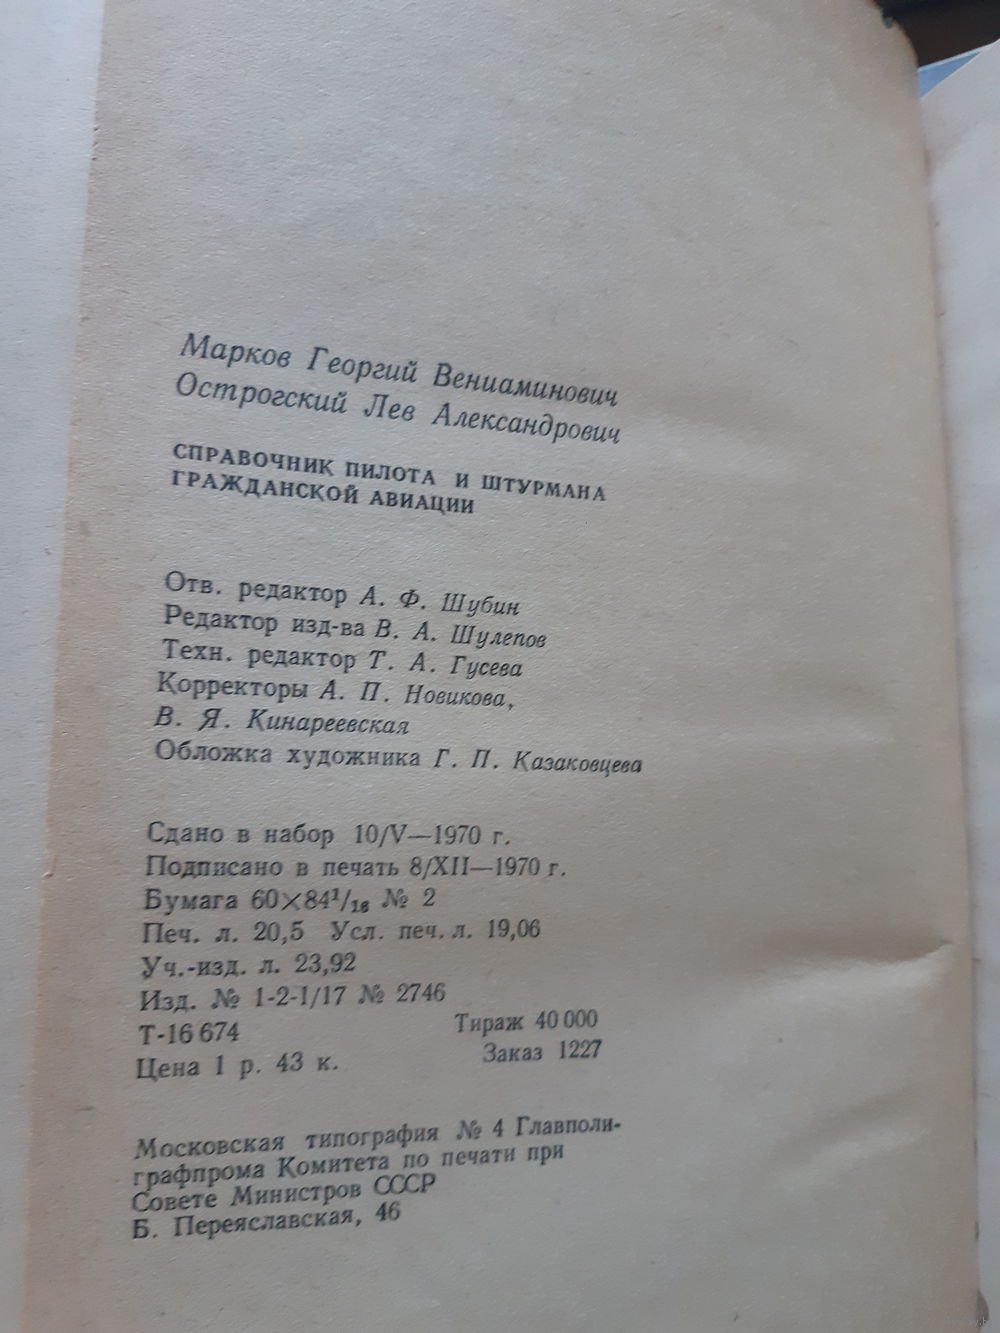 Марков Георгий Вениаминович
Острогский Лев Александрович
СПРАВОЧНИК ПИЛОТА И ШТУРМАНА
ГРАЖДАНСКОЙ АВИАЦИИ
Отв. редактор А. Ф. Шубин
Редактор изд-ва В. А. Шулепов
Техн. редактор Т. А. Гусева
Корректоры А. П. Новикова,
В. Я. Кинареевская
Обложка художника Г. П. Казаковцева
Сдано в набор 10/V—1970 г.
Подписано в печать 8/XII—1970 г.
Бумага 60×84¹/₁₆ № 2
Печ. л. 20,5 Усл. печ. л. 19,06
Уч.-изд. л. 23,92
Изд. № 1-2-1/17 № 2746
Т-16 674 Тираж 40 000
Цена 1 р. 43 к. Заказ 1227
Московская типография № 4 Главполи-
графпрома Комитета по печати при
Совете Министров СССР
Б. Переяславская, 46